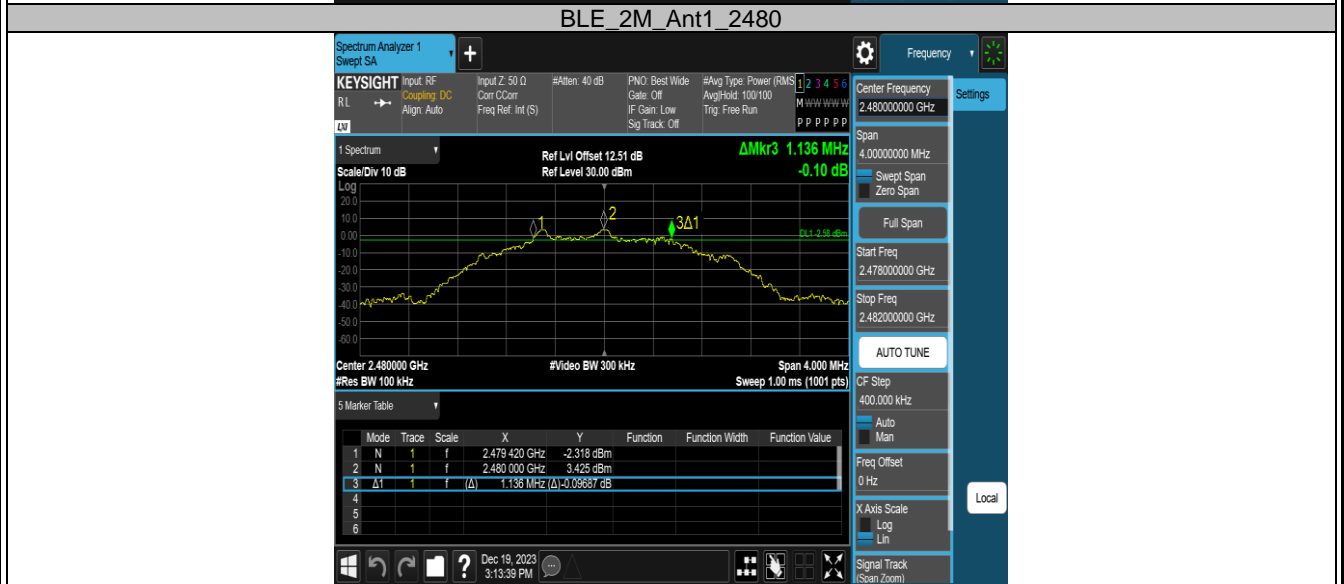 BLE_2M_Ant1_2480
Spectrum Analyzer 1
Swept SA
+
Frequency
KEYSIGHT
RL
LXI
Input: RF
Coupling: DC
Align: Auto
Input Z: 50 Ω
Corr CCorr
Freq Ref: Int (S)
#Atten: 40 dB
PNO: Best Wide
Gate: Off
IF Gain: Low
Sig Track: Off
#Avg Type: Power (RMS
Avg|Hold: 100/100
Trig: Free Run
1 2 3 4 5 6
M W W W W W
P P P P P P
1 Spectrum
Scale/Div 10 dB
Ref Lvl Offset 12.51 dB
Ref Level 30.00 dBm
ΔMkr3 1.136 MHz
-0.10 dB
Log
20.0
10.0
0.00
-10.0
-20.0
-30.0
-40.0
-50.0
-60.0
1
2
3Δ1
DL1 -2.58 dBm
Center 2.480000 GHz
#Video BW 300 kHz
Span 4.000 MHz
#Res BW 100 kHz
Sweep 1.00 ms (1001 pts)
5 Marker Table
Mode Trace Scale X Y Function Function Width Function Value
1 N 1 f 2.479 420 GHz -2.318 dBm
2 N 1 f 2.480 000 GHz 3.425 dBm
3 Δ1 1 f (Δ) 1.136 MHz (Δ) -0.09687 dB
4
5
6
?
Dec 19, 2023
3:13:39 PM
Center Frequency
2.480000000 GHz
Span
4.00000000 MHz
Swept Span
Zero Span
Full Span
Start Freq
2.478000000 GHz
Stop Freq
2.482000000 GHz
AUTO TUNE
CF Step
400.000 kHz
Auto
Man
Freq Offset
0 Hz
X Axis Scale
Log
Lin
Signal Track
(Span Zoom)
Settings
Local